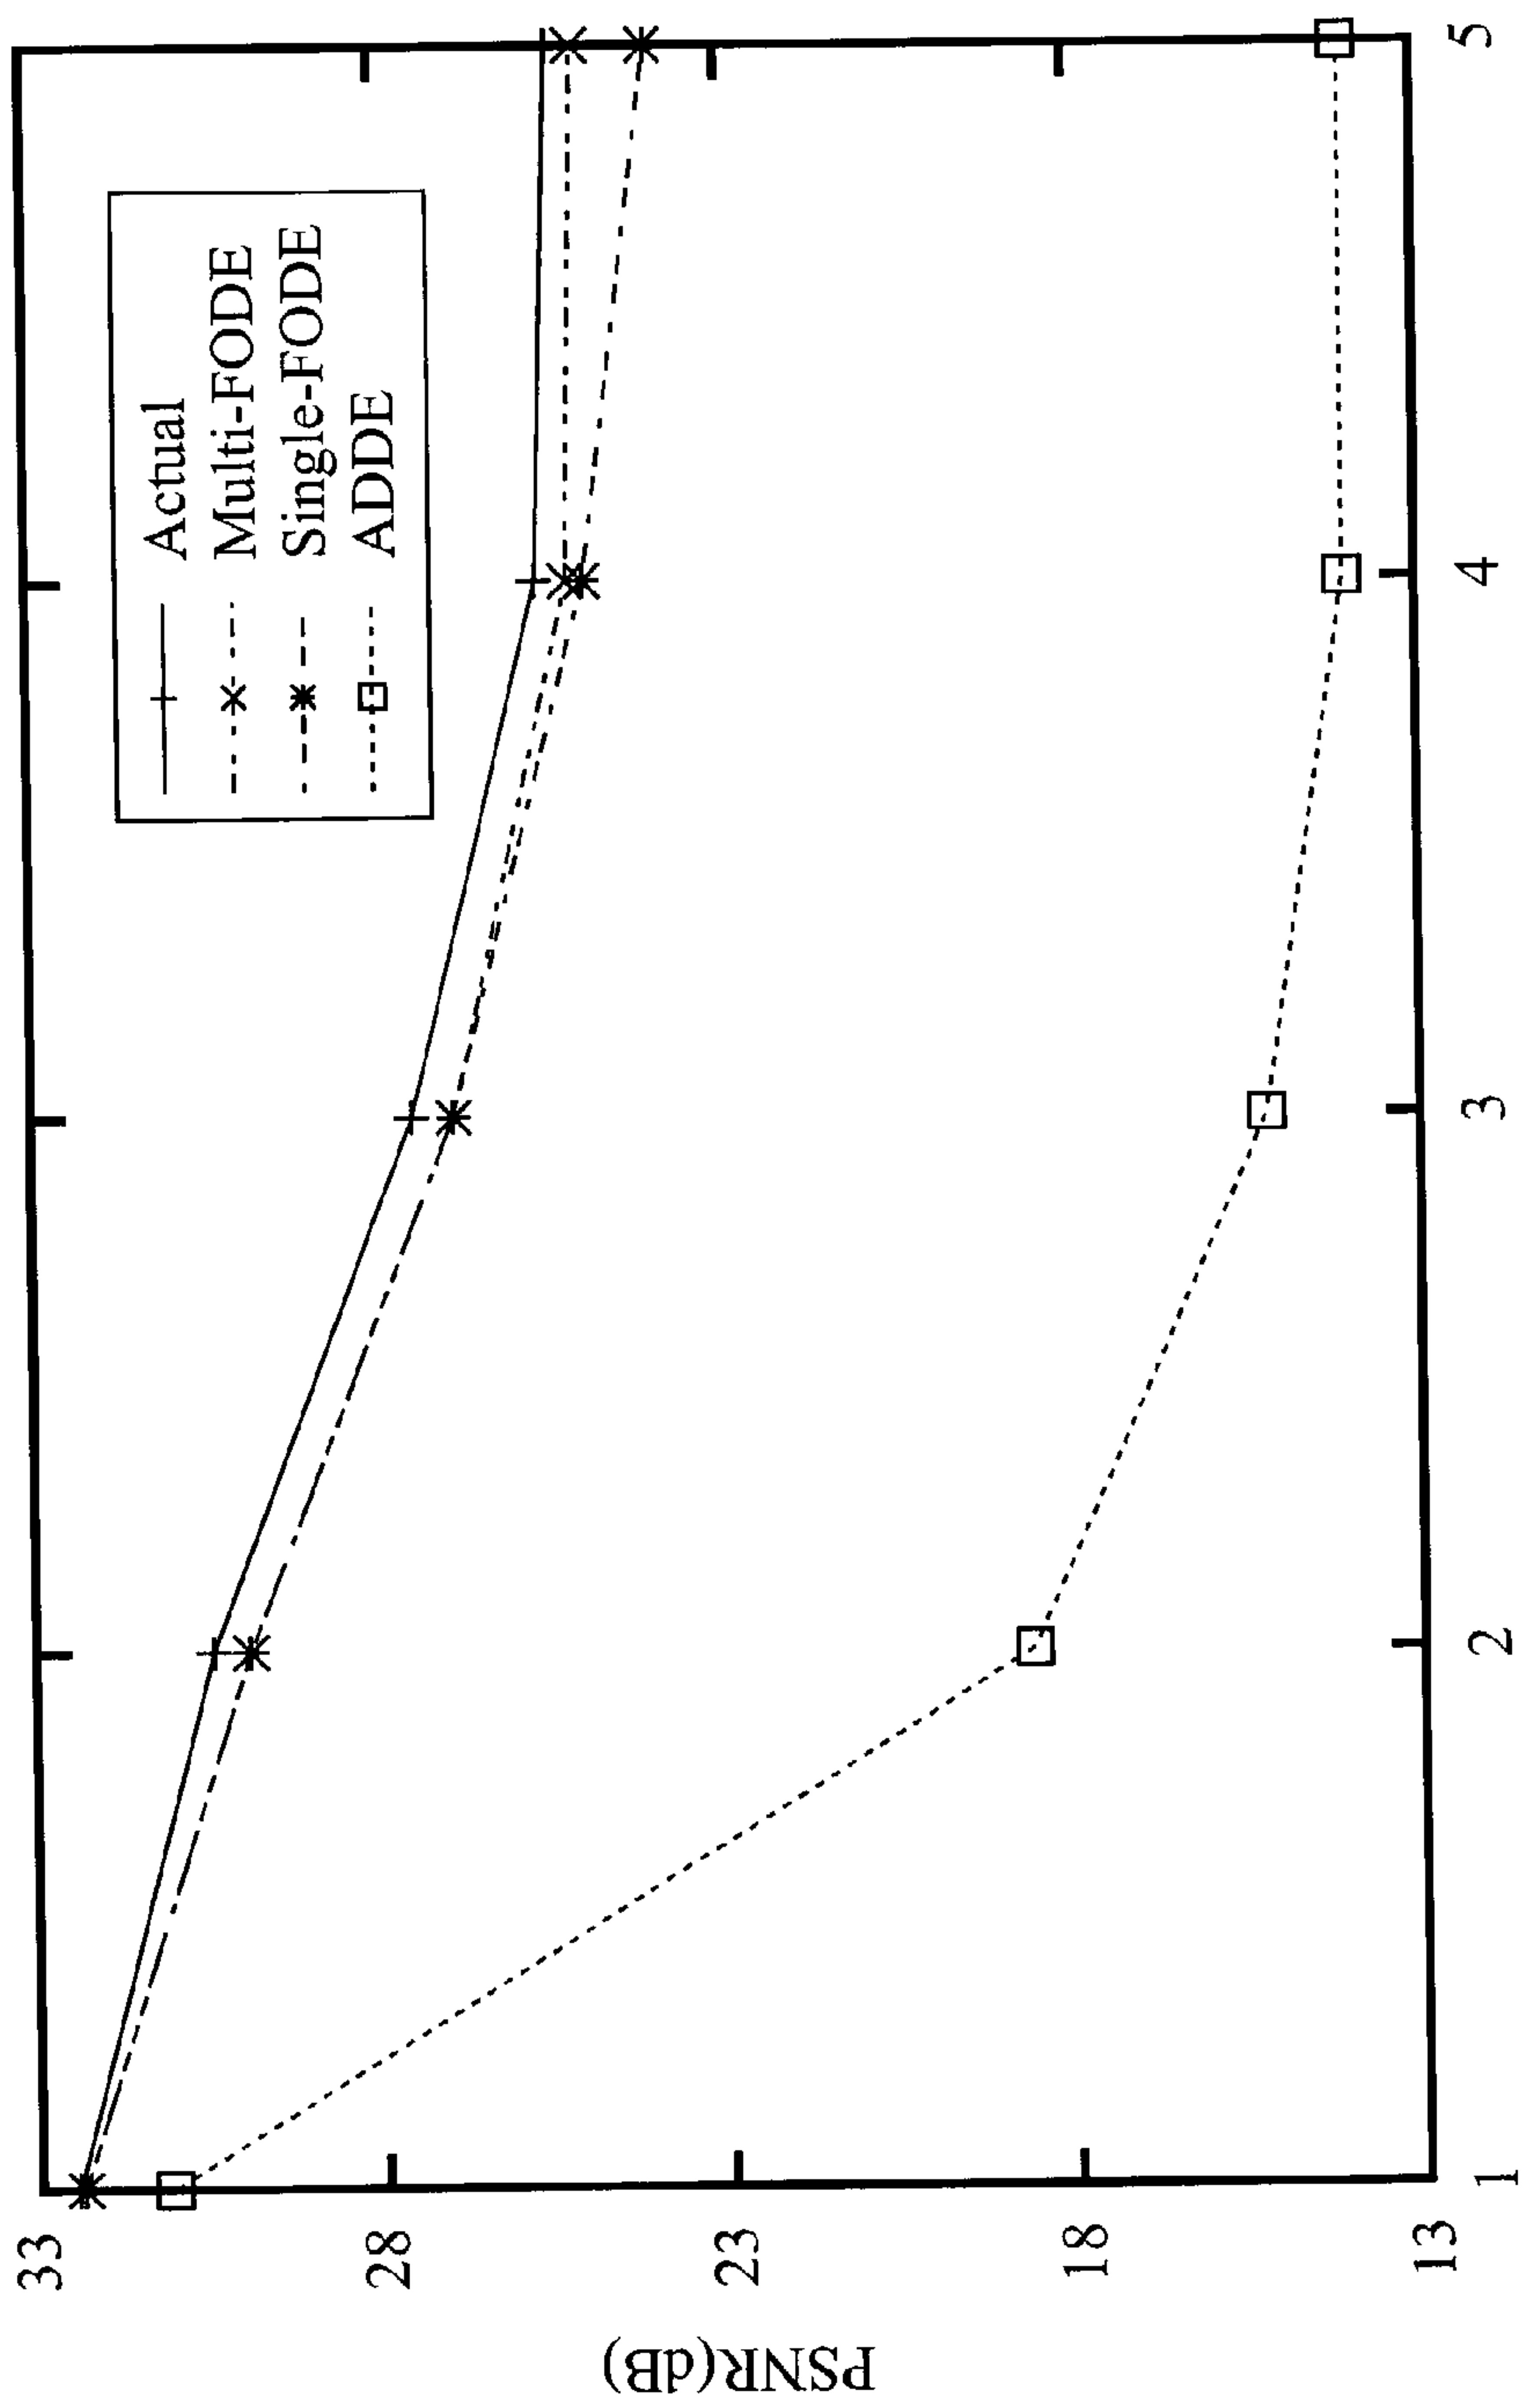 PSNR(dB)
33
28
23
18
13
1
2
3
4
5
Actual
Multi-FODE
Single-FODE
ADDE